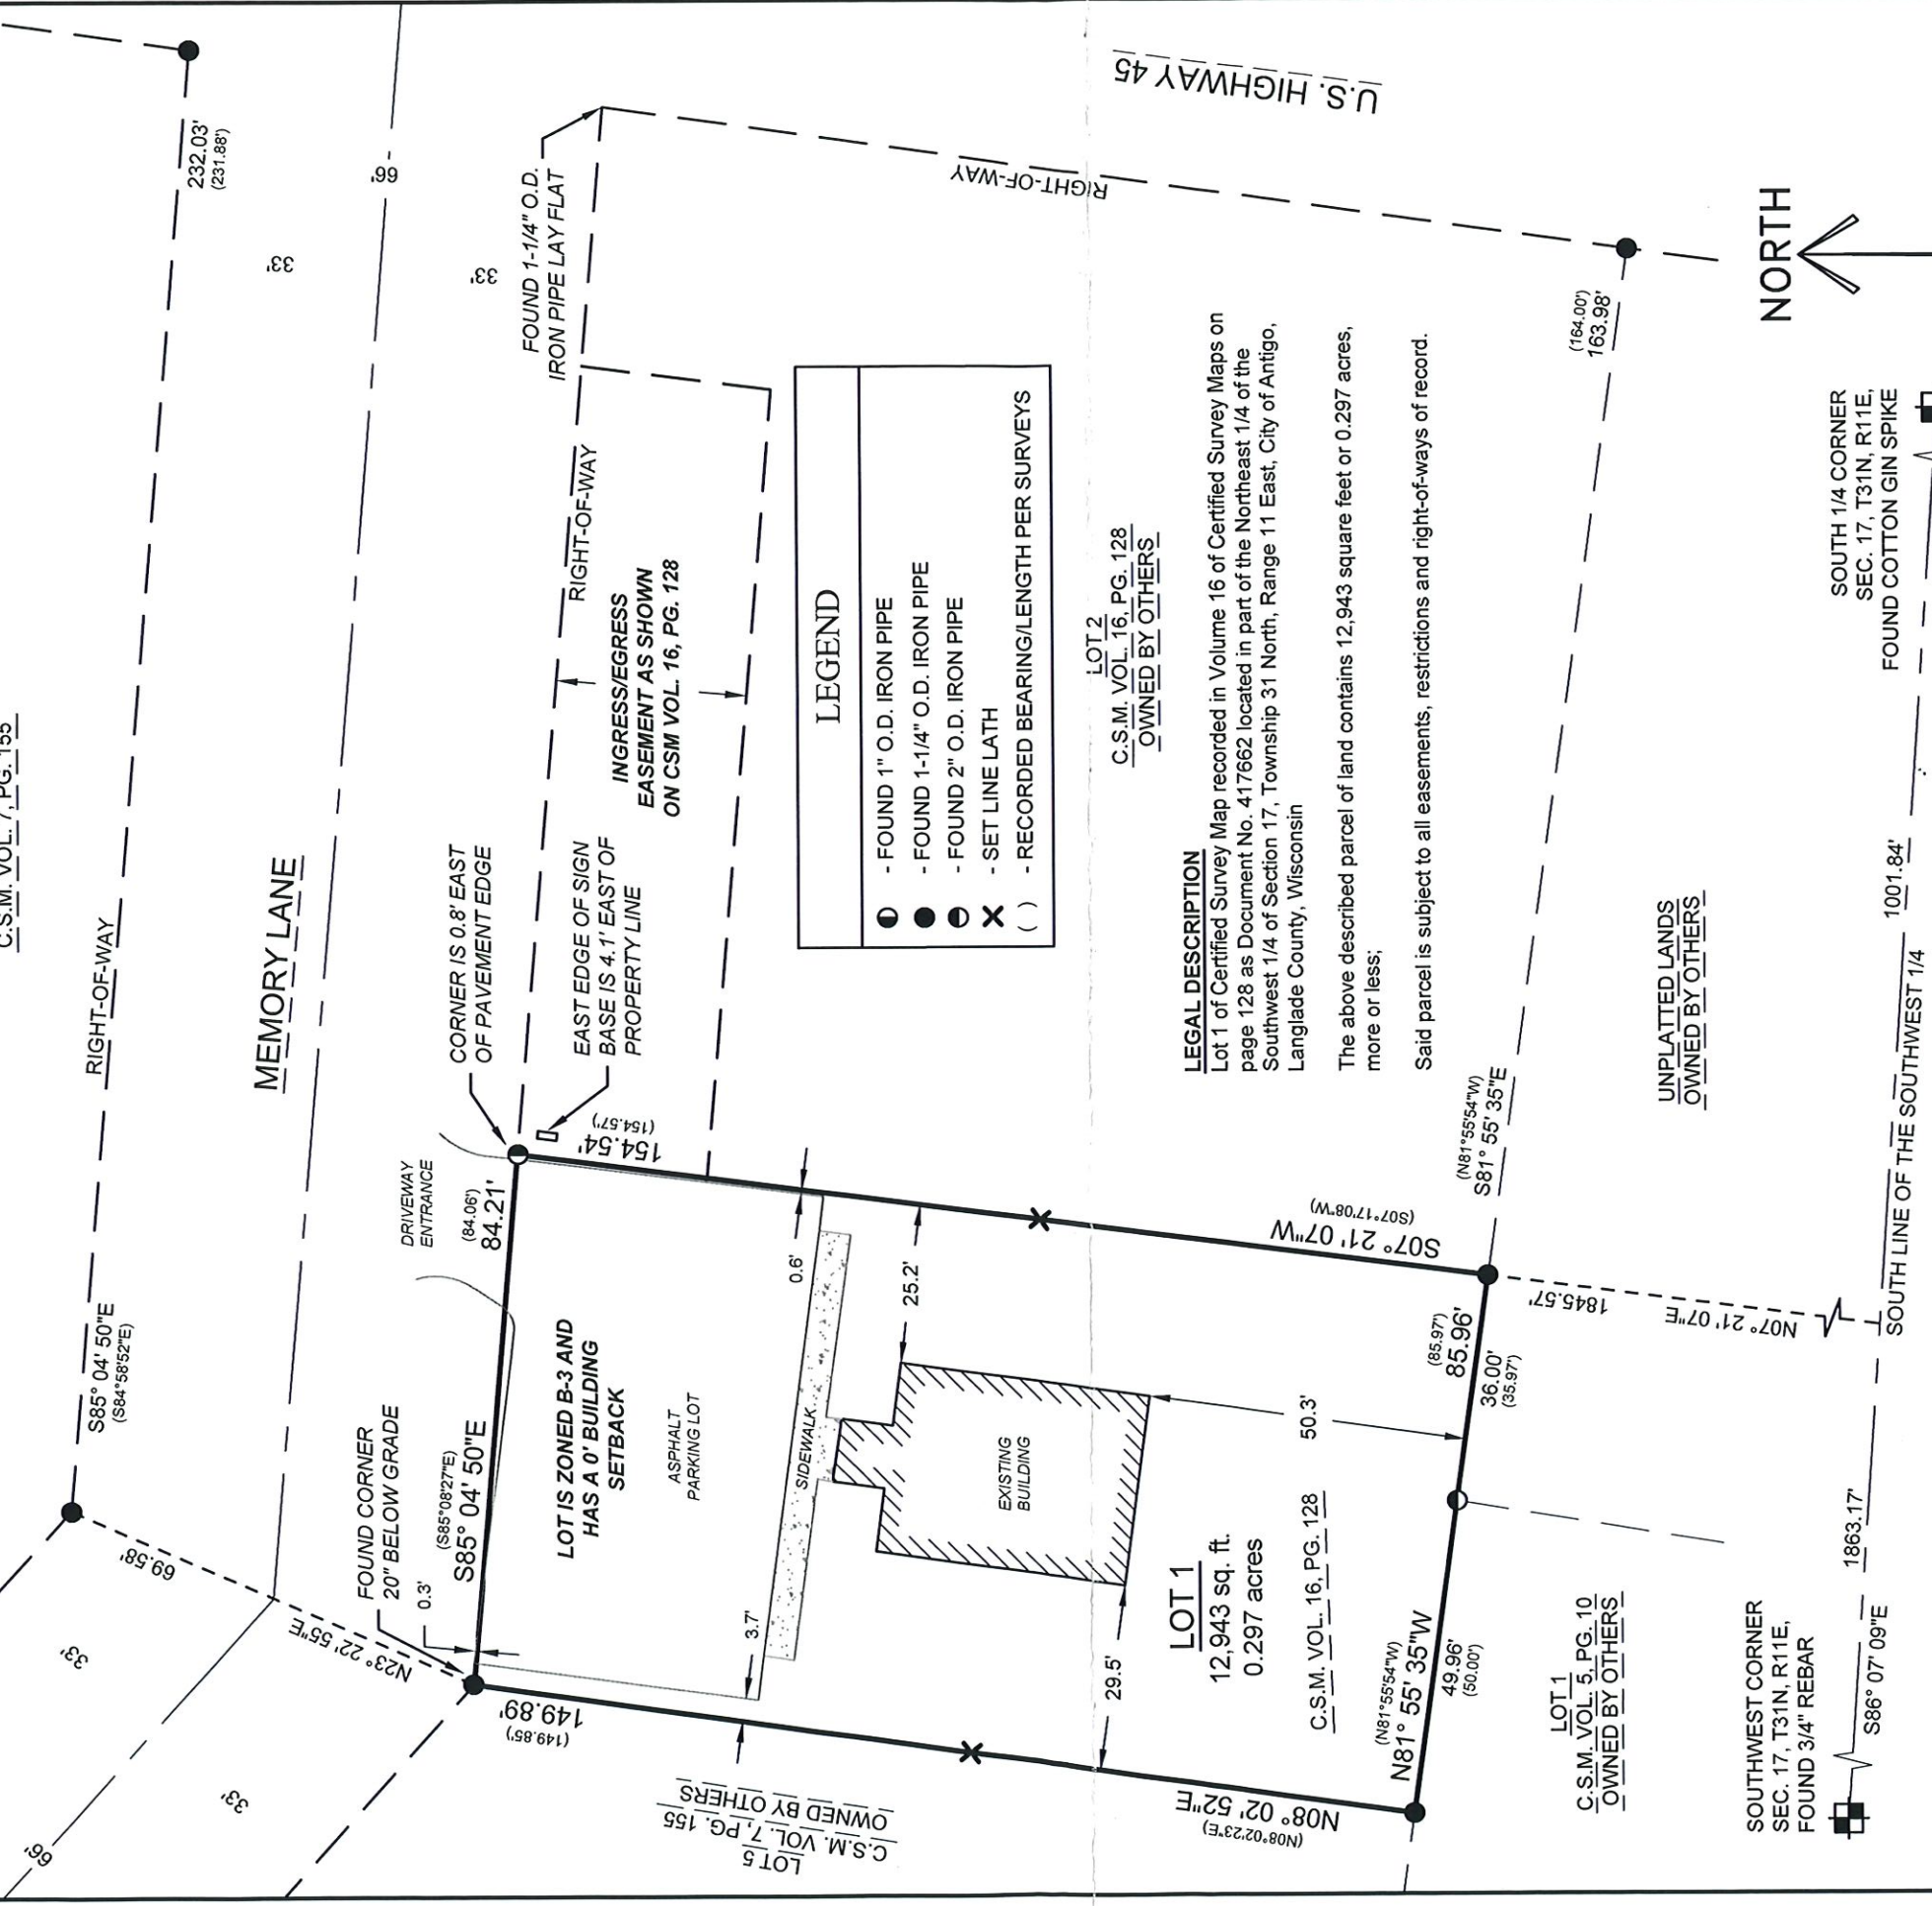 C.S.M. VOL. 7, PG. 155
232.03'
(231.88')
RIGHT-OF-WAY
S85° 04' 50"E
(S84°58'52"E)
66'
33'
33'
MEMORY LANE
69.58'
N23° 22' 55"E
33'
33'
66'
U.S. HIGHWAY 45
RIGHT-OF-WAY
FOUND 1-1/4" O.D.
IRON PIPE LAY FLAT
RIGHT-OF-WAY
INGRESS/EGRESS
EASEMENT AS SHOWN
ON CSM VOL. 16, PG. 128
CORNER IS 0.8' EAST
OF PAVEMENT EDGE
EAST EDGE OF SIGN
BASE IS 4.1' EAST OF
PROPERTY LINE
DRIVEWAY
ENTRANCE
(84.06')
84.21'
FOUND CORNER
20" BELOW GRADE
0.3'
(S85°08'27"E)
S85° 04' 50"E
154.54'
(154.57')
LOT IS ZONED B-3 AND
HAS A 0' BUILDING
SETBACK
ASPHALT
PARKING LOT
0.6'
SIDEWALK
3.7'
149.89'
(149.85')
25.2'
EXISTING
BUILDING
50.3'
29.5'
LOT 1
12,943 sq. ft.
0.297 acres
C.S.M. VOL. 16, PG. 128
LOT 5
C.S.M. VOL. 7, PG. 155
OWNED BY OTHERS
N08° 02' 52"E
(N08°02'23"E)
S07° 21' 07"W
(S07°17'08"W)
(N81°55'54"W)
N81° 55' 35"W
(85.97')
85.96'
36.00'
(35.97')
49.96'
(50.00')
LEGEND
- FOUND 1" O.D. IRON PIPE
- FOUND 1-1/4" O.D. IRON PIPE
- FOUND 2" O.D. IRON PIPE
- SET LINE LATH
( ) - RECORDED BEARING/LENGTH PER SURVEYS
LOT 2
C.S.M. VOL. 16, PG. 128
OWNED BY OTHERS
LEGAL DESCRIPTION
Lot 1 of Certified Survey Map recorded in Volume 16 of Certified Survey Maps on
page 128 as Document No. 417662 located in part of the Northeast 1/4 of the
Southwest 1/4 of Section 17, Township 31 North, Range 11 East, City of Antigo,
Langlade County, Wisconsin
The above described parcel of land contains 12,943 square feet or 0.297 acres,
more or less;
Said parcel is subject to all easements, restrictions and right-of-ways of record.
(N81°55'54"W)
S81° 55' 35"E
(164.00')
163.98'
NORTH
UNPLATTED LANDS
OWNED BY OTHERS
1845.57'
N07° 21' 07"E
LOT 1
C.S.M. VOL. 5, PG. 10
OWNED BY OTHERS
SOUTHWEST CORNER
SEC. 17, T31N, R11E,
FOUND 3/4" REBAR
S86° 07' 09"E
1863.17'
SOUTH LINE OF THE SOUTHWEST 1/4
1001.84'
SOUTH 1/4 CORNER
SEC. 17, T31N, R11E,
FOUND COTTON GIN SPIKE